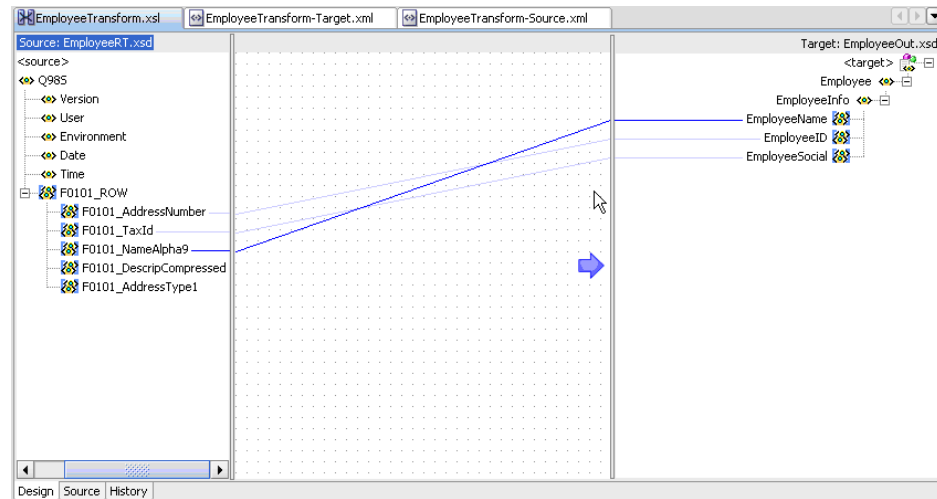 EmployeeTransform.xsl
EmployeeTransform-Target.xml
EmployeeTransform-Source.xml
Source: EmployeeRT.xsd
<source>
Q98S
Version
User
Environment
Date
Time
F0101_ROW
F0101_AddressNumber
F0101_TaxId
F0101_NameAlpha9
F0101_DescripCompressed
F0101_AddressType1
Target: EmployeeOut.xsd
<target>
Employee
EmployeeInfo
EmployeeName
EmployeeID
EmployeeSocial
Design Source History